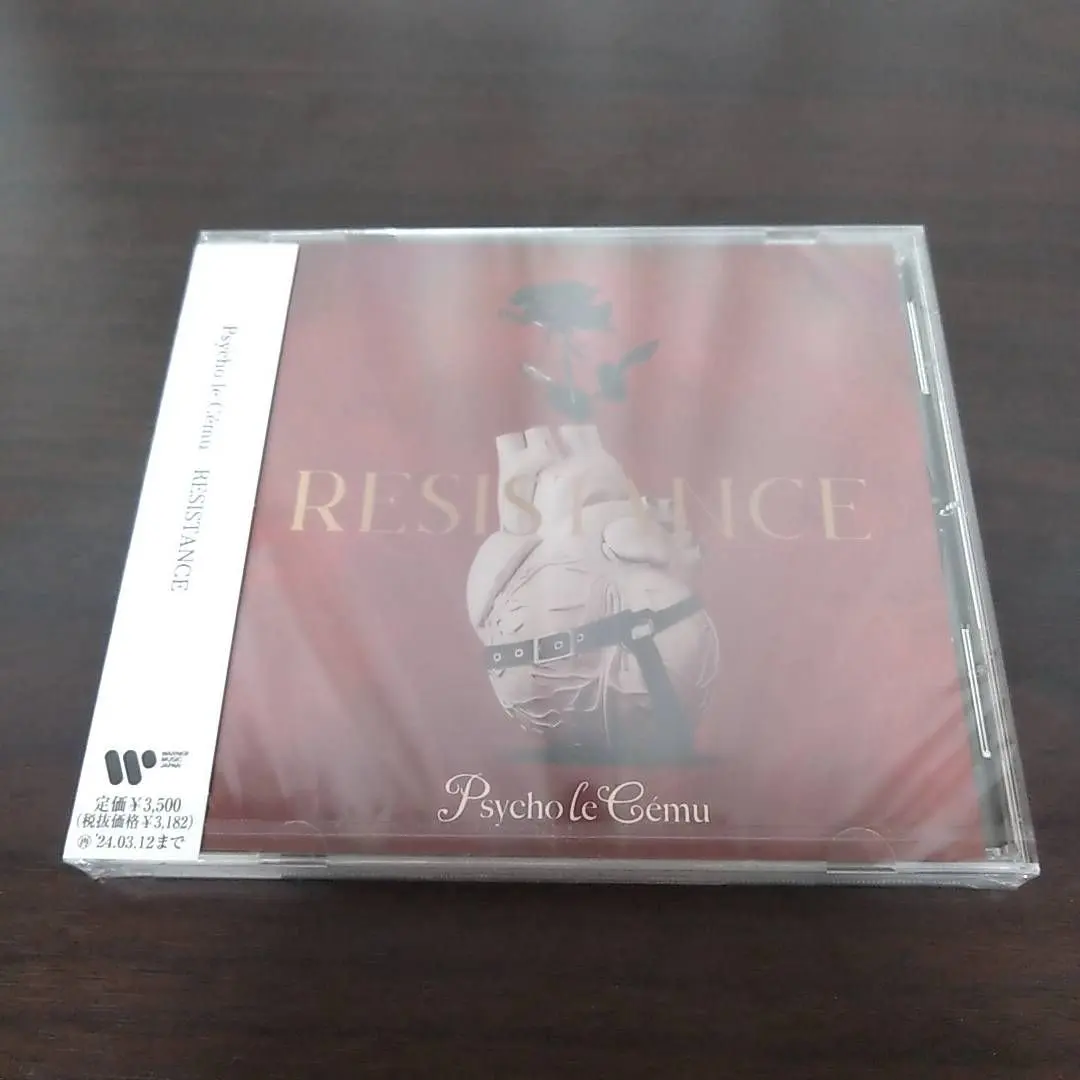 Psycho le Cému RESISTANCE
WARNER
MUSIC
JAPAN
定価¥3,500
(税抜価格¥3,182)
再 '24.03.12まで
RESISTANCE
Psycho le Cému